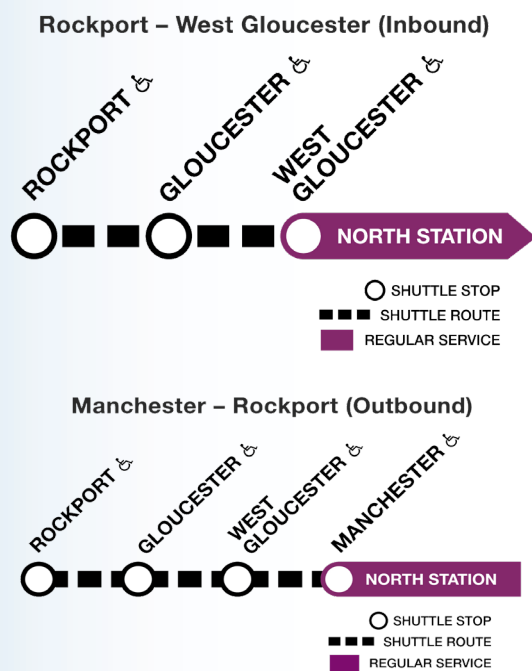 Rockport – West Gloucester (Inbound)
ROCKPORT
GLOUCESTER
WEST
GLOUCESTER
NORTH STATION
SHUTTLE STOP
SHUTTLE ROUTE
REGULAR SERVICE
Manchester – Rockport (Outbound)
ROCKPORT
GLOUCESTER
WEST
GLOUCESTER
MANCHESTER
NORTH STATION
SHUTTLE STOP
SHUTTLE ROUTE
REGULAR SERVICE